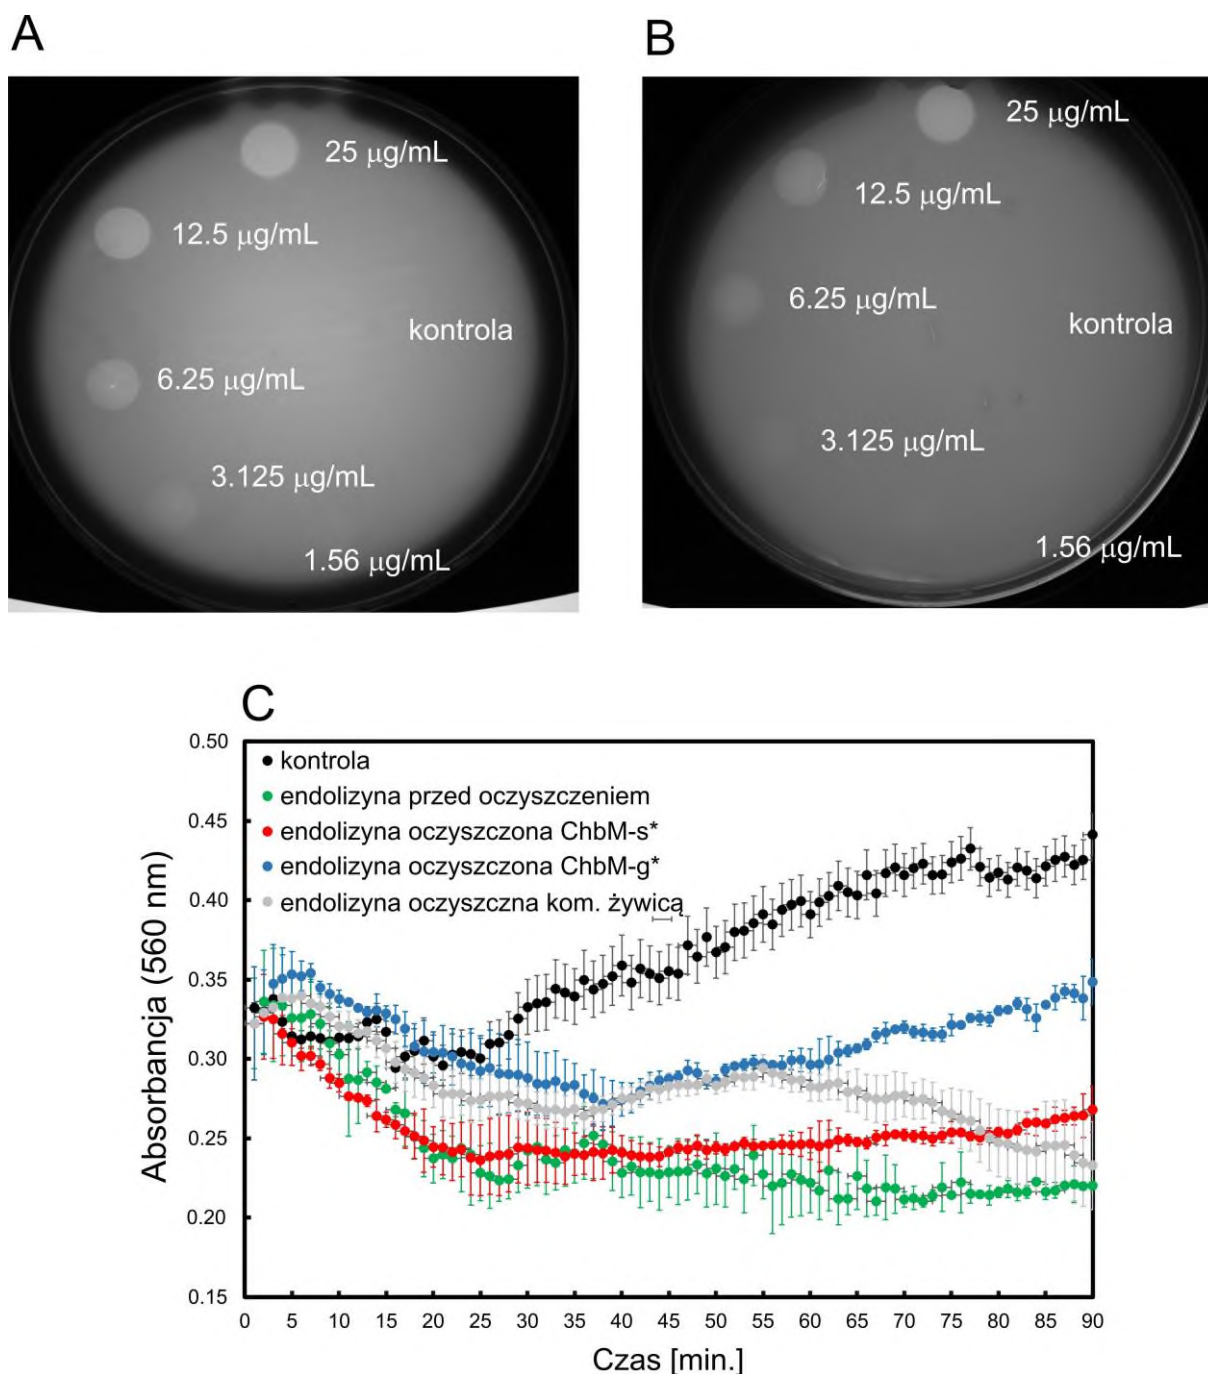 A
B
25 μg/mL
12.5 μg/mL
6.25 μg/mL
3.125 μg/mL
1.56 μg/mL
kontrola
25 μg/mL
12.5 μg/mL
6.25 μg/mL
3.125 μg/mL
1.56 μg/mL
kontrola
C
kontrola
endolizyna przed oczyszczeniem
endolizyna oczyszczona ChbM-s*
endolizyna oczyszczona ChbM-g*
endolizyna oczyszczna kom. żywicą
Absorbancja (560 nm)
0.50
0.45
0.40
0.35
0.30
0.25
0.20
0.15
0 5 10 15 20 25 30 35 40 45 50 55 60 65 70 75 80 85 90
Czas [min.]